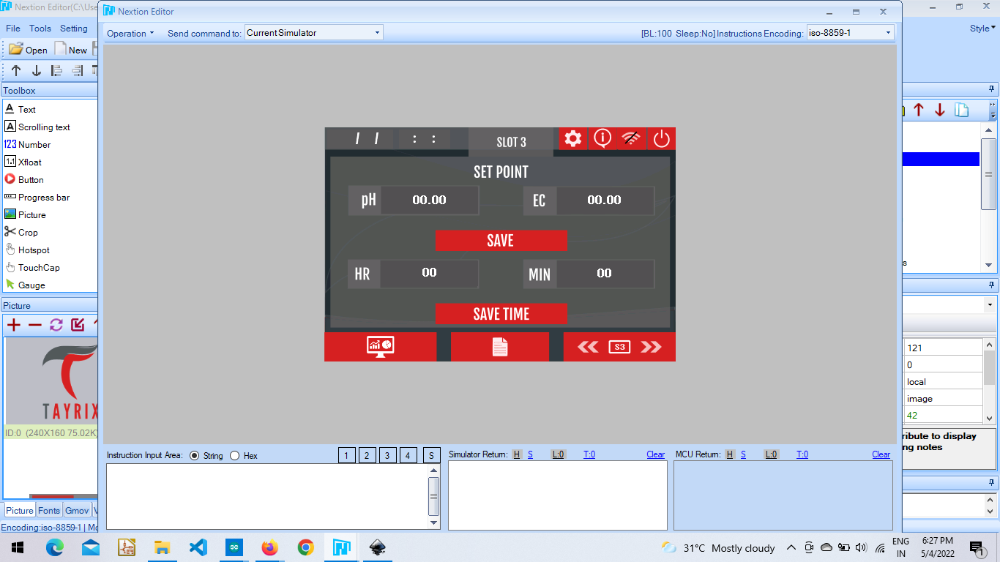 Nextion Editor(C:\Use
Nextion Editor
File Tools Setting
Operation Send command to: CurrentSimulator [BL:100 Sleep:No] Instructions Encoding: iso-8859-1
Style
Open New
Toolbox
Text
Scrolling text
Number
Xfloat
Button
Progress bar
Picture
Crop
Hotspot
TouchCap
Gauge
/ / : : SLOT 3
SET POINT
pH 00.00 EC 00.00
SAVE
HR 00 MIN 00
SAVE TIME
S3
Picture
TAYRIX
ID:0 (240X160 75.02K)
Picture Fonts Gmov V
Encoding:iso-8859-1 | Mo
s
121
0
local
image
42
ribute to display
ng notes
Instruction Input Area: String Hex 1 2 3 4 S
Simulator Return: H S L:0 T:0 Clear
MCU Return: H S L:0 T:0 Clear
31°C Mostly cloudy
ENG
IN
6:27 PM
5/4/2022
1